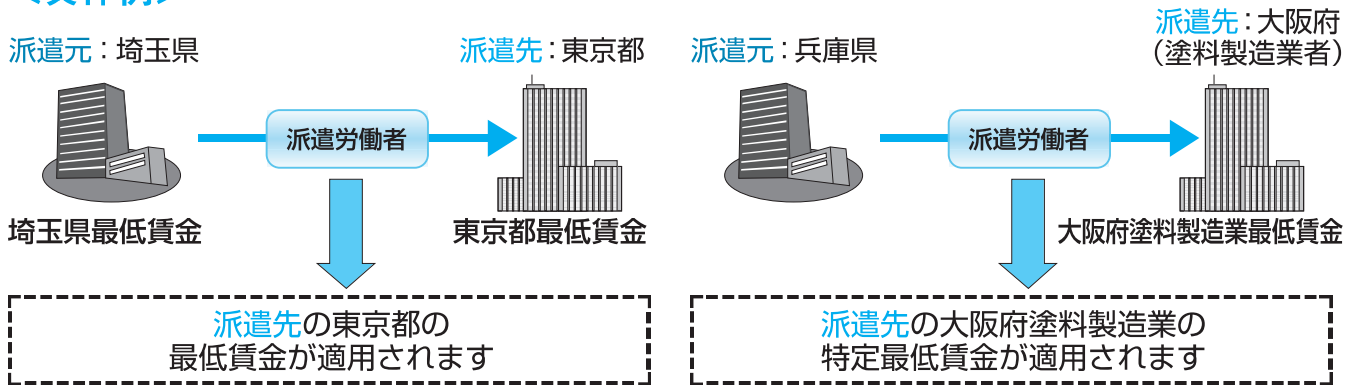 派遣元：埼玉県
派遣先：東京都
派遣労働者
埼玉県最低賃金
東京都最低賃金
派遣先の東京都の
最低賃金が適用されます
派遣元：兵庫県
派遣先：大阪府
（塗料製造業者）
派遣労働者
大阪府塗料製造業最低賃金
派遣先の大阪府塗料製造業の
特定最低賃金が適用されます